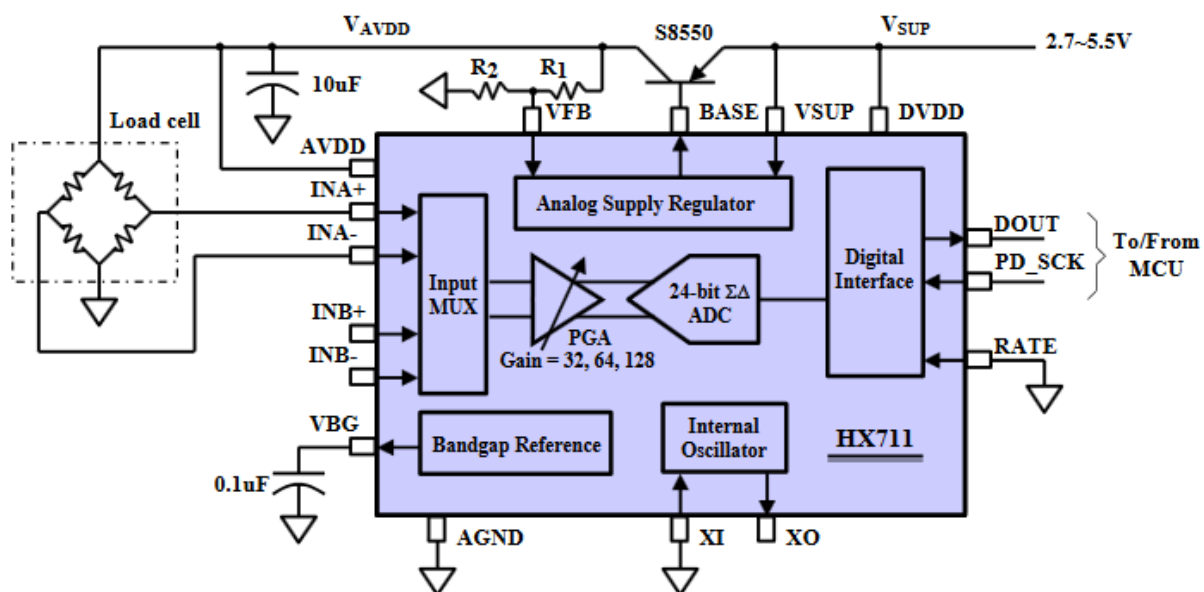 V_AVDD
S8550
V_SUP
2.7~5.5V
10uF
R2
R1
VFB
BASE
VSUP
DVDD
Load cell
AVDD
INA+
INA-
INB+
INB-
VBG
0.1uF
Analog Supply Regulator
Input
MUX
PGA
Gain = 32, 64, 128
24-bit ΣΔ
ADC
Digital
Interface
DOUT
PD_SCK
To/From
MCU
RATE
Bandgap Reference
Internal
Oscillator
HX711
AGND
XI
XO